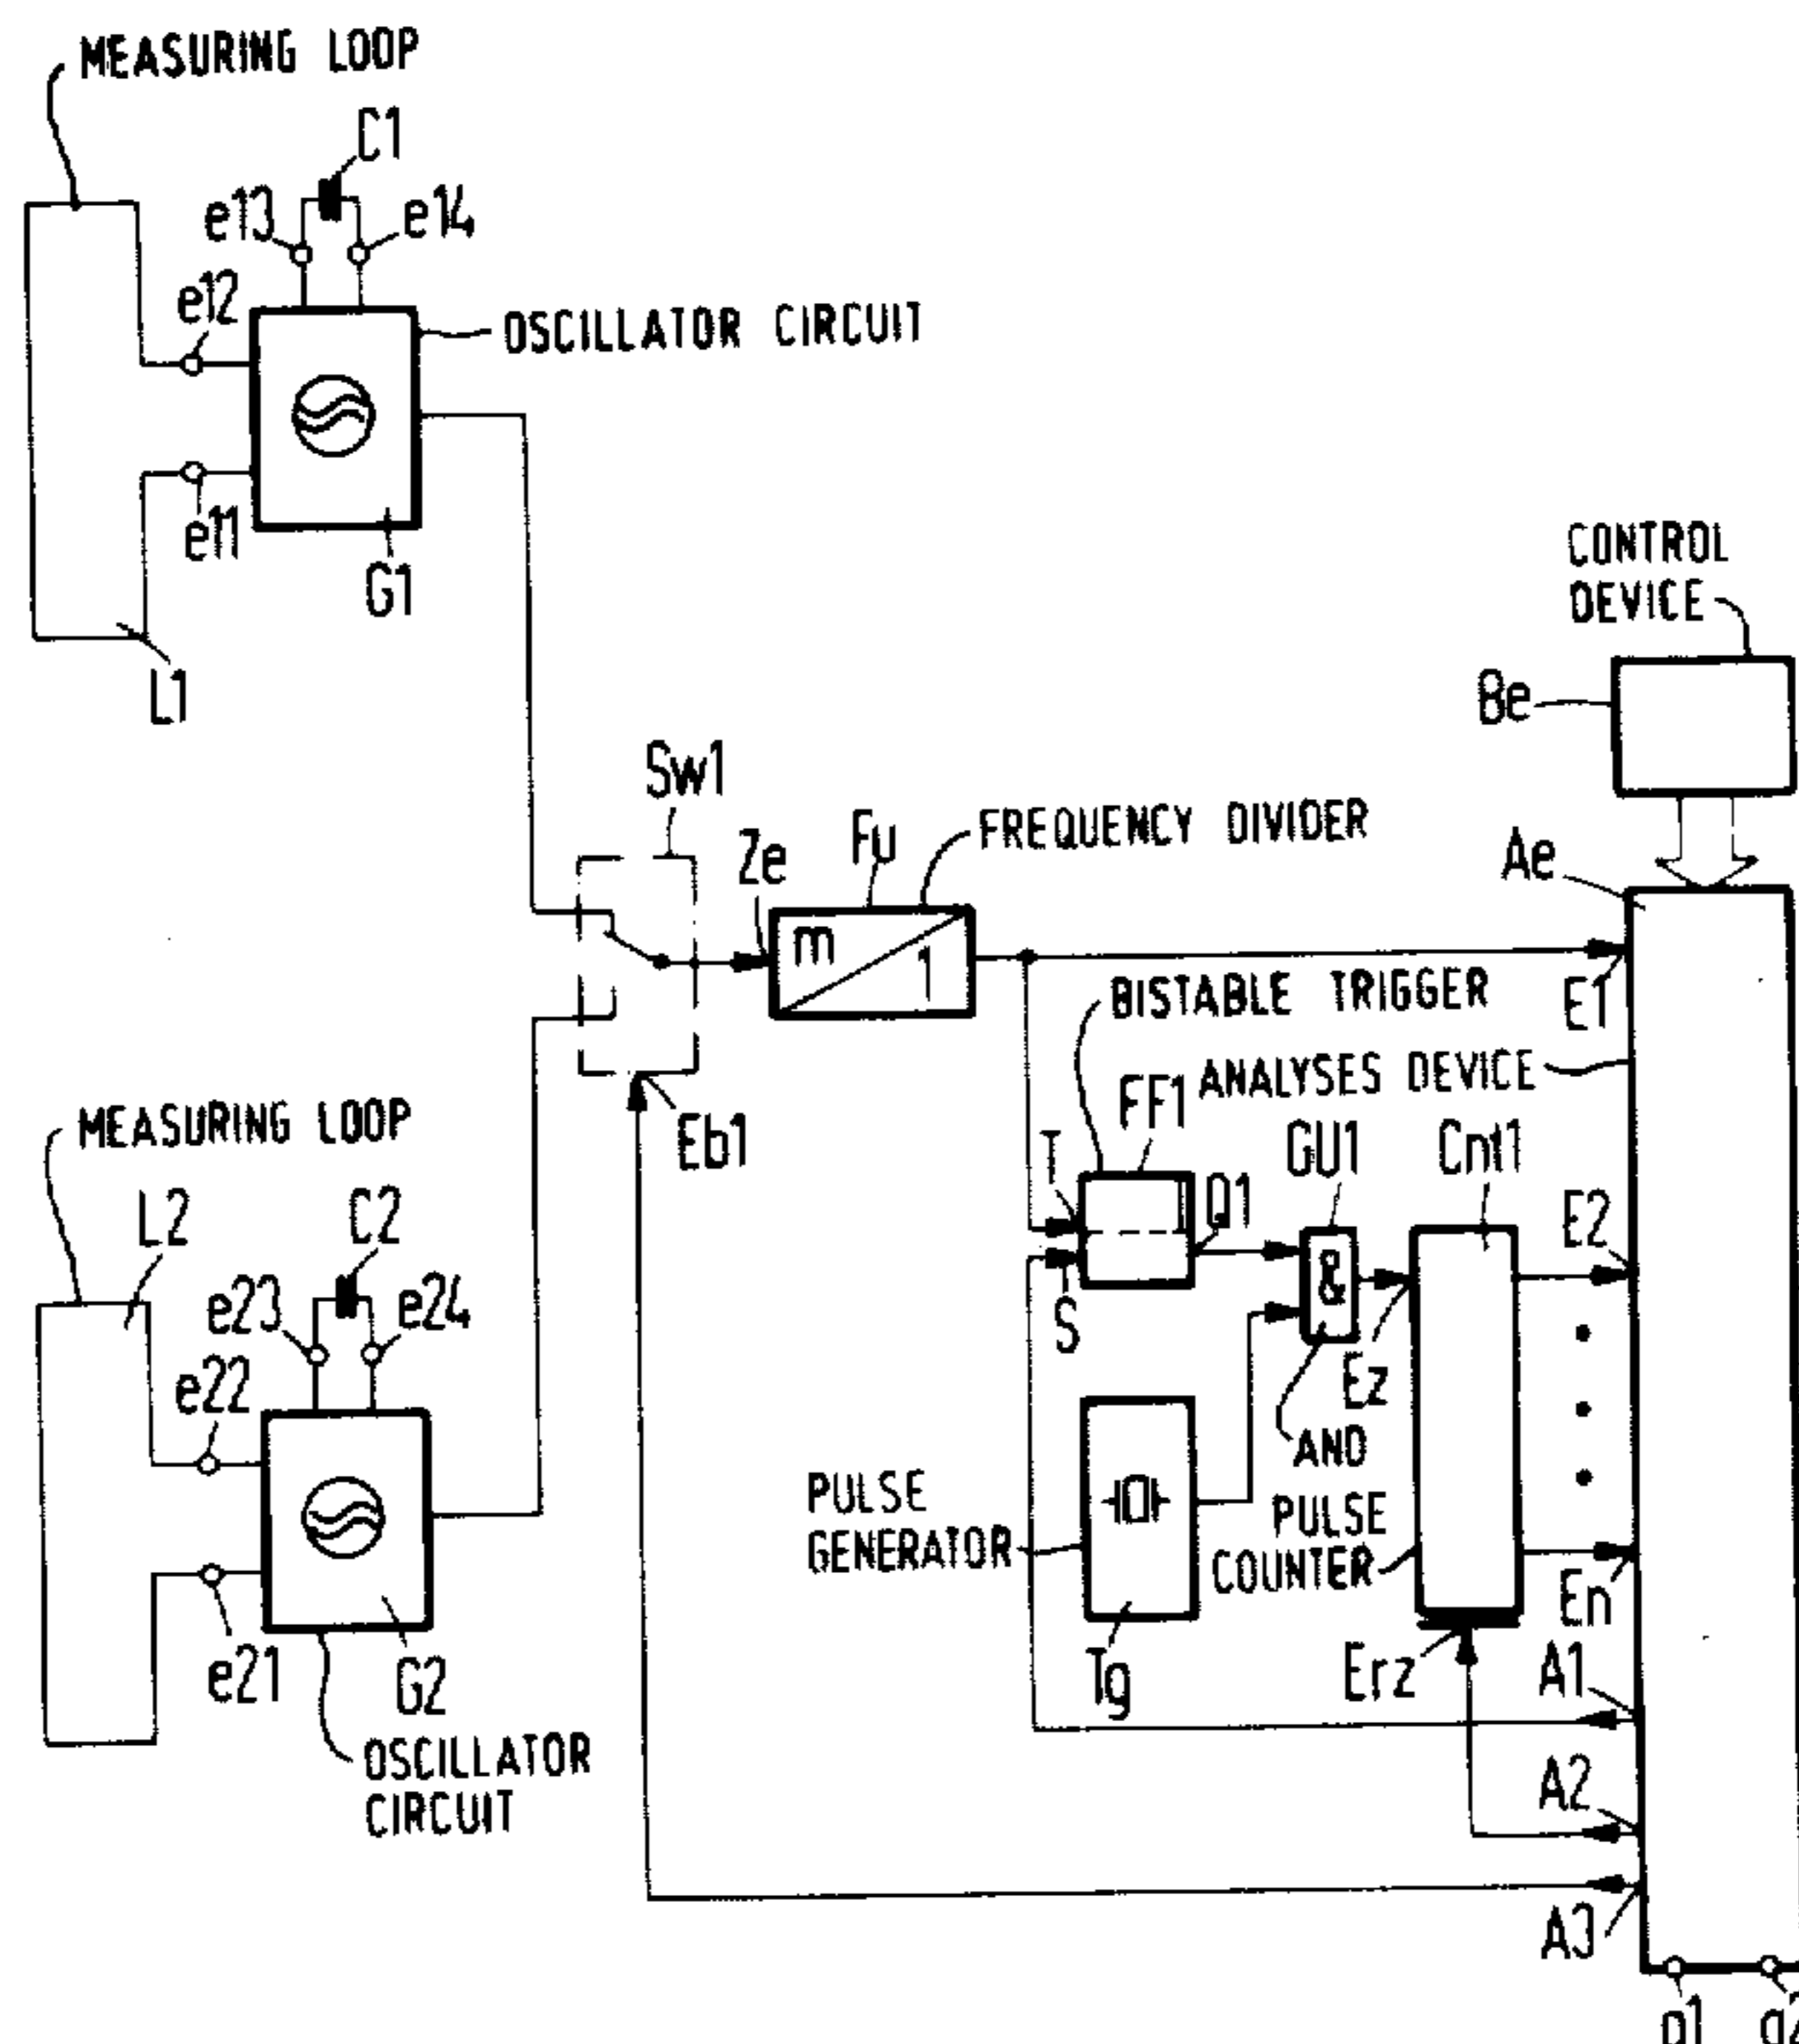 MEASURING LOOP
C1
e13
e14
e12
OSCILLATOR CIRCUIT
e11
G1
L1
CONTROL
DEVICE
Be
Sw1
Ze
Fu
FREQUENCY DIVIDER
Ae
m
1
E1
BISTABLE TRIGGER
ANALYSES DEVICE
Eb1
FF1
GU1
Cnt1
MEASURING LOOP
L2
C2
T
Q1
E2
e23
e24
&
S
Ez
e22
AND
PULSE
GENERATOR
PULSE
COUNTER
En
e21
G2
Tg
Erz
A1
OSCILLATOR
CIRCUIT
A2
A3